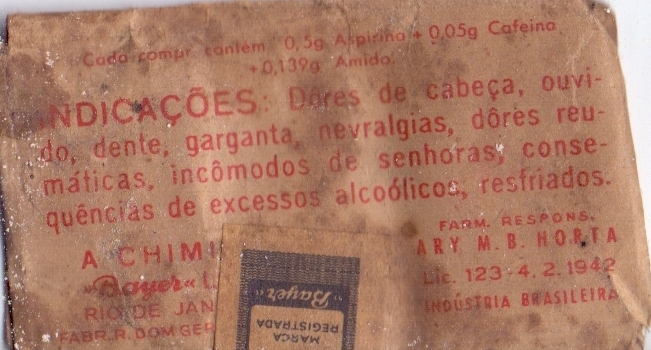 Cada compr. contém 0,5g Aspirina + 0,05g Cafeína
+0,139g Amido.
INDICAÇÕES: Dôres de cabeça, ouvi-
do, dente, garganta, nevralgias, dôres reu-
máticas, incômodos de senhoras, conse-
quências de excessos alcoólicos, resfriados.
A CHIMI
»Bayer« L
RIO DE JAN
FABR. R. DOM GER
FARM. RESPONS.
ARY M. B. HORTA
Lic. 123-4.2.1942
INDÚSTRIA BRASILEIRA
MARCA
REGISTRADA
»Bayer«